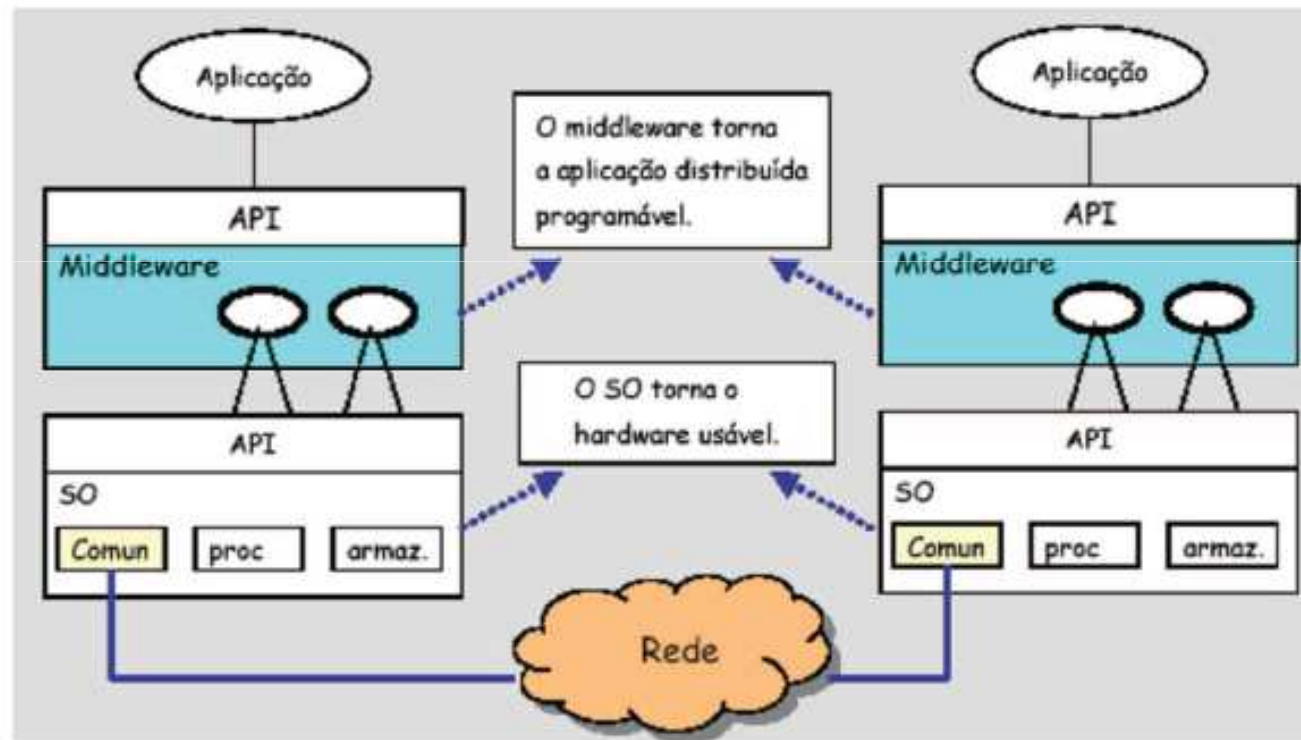 Aplicação
Aplicação
O middleware torna
a aplicação distribuída
programável.
API
API
Middleware
Middleware
O SO torna o
hardware usável.
API
API
SO
SO
Comun
proc
armaz.
Comun
proc
armaz.
Rede